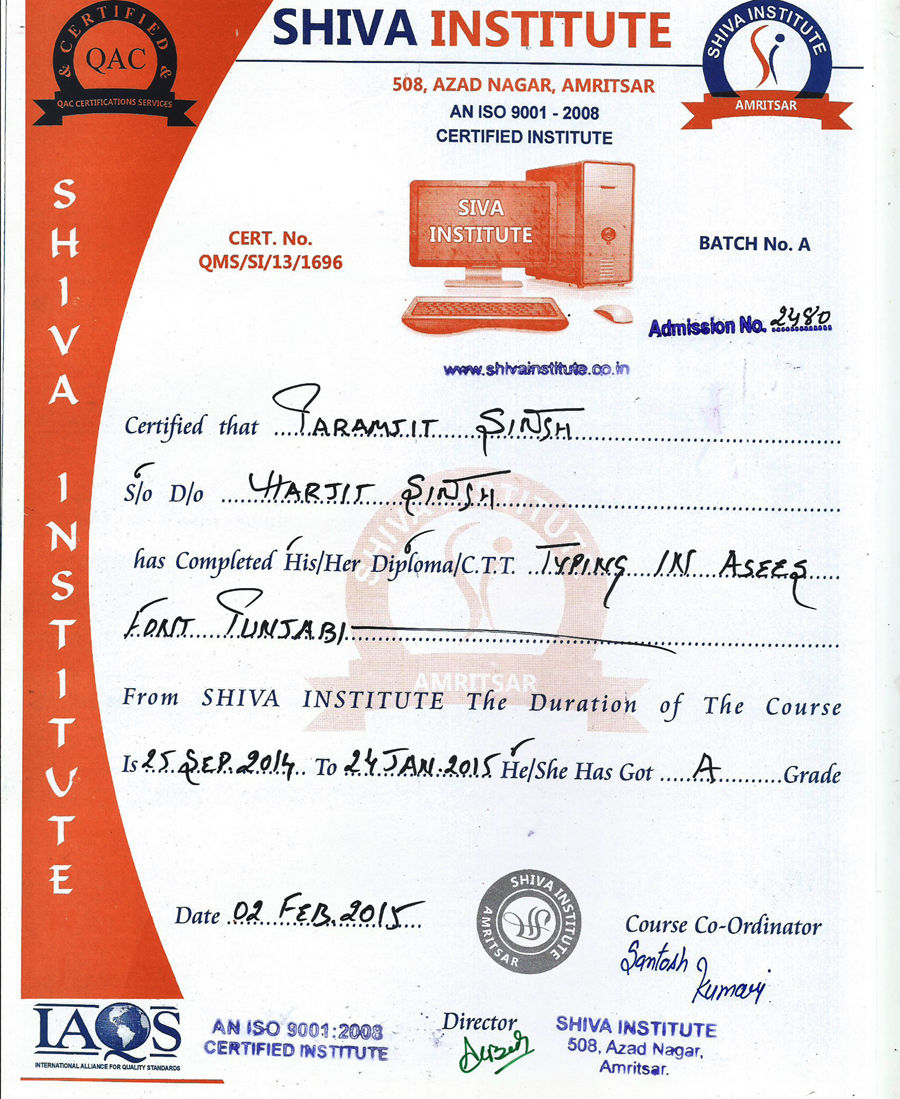 CERTIFIED
& &
QAC
QAC CERTIFICATIONS SERVICES
SHIVA INSTITUTE
508, AZAD NAGAR, AMRITSAR
AN ISO 9001 - 2008
CERTIFIED INSTITUTE
SHIVA INSTITUTE
AMRITSAR
SHIVA INSTITUTE
SIVA
INSTITUTE
CERT. No.
QMS/SI/13/1696
BATCH No. A
Admission No. 2480
www.shivainstitute.co.in
Certified that PARAMJIT SINGH
S/o D/o HARJIT SINGH
has Completed His/Her Diploma/C.T.T. TYPING IN ASEES
FONT PUNJABI
SHIVA INSTITUTE
AMRITSAR
From SHIVA INSTITUTE The Duration of The Course
Is 25 SEP. 2014 To 24 JAN. 2015 He/She Has Got A Grade
Date 02 FEB. 2015
SHIVA INSTITUTE
AMRITSAR
Course Co-Ordinator
Santosh
Kumari
IAQS
INTERNATIONAL ALLIANCE FOR QUALITY STANDARDS
AN ISO 9001:2008
CERTIFIED INSTITUTE
Director
SHIVA INSTITUTE
508, Azad Nagar,
Amritsar.